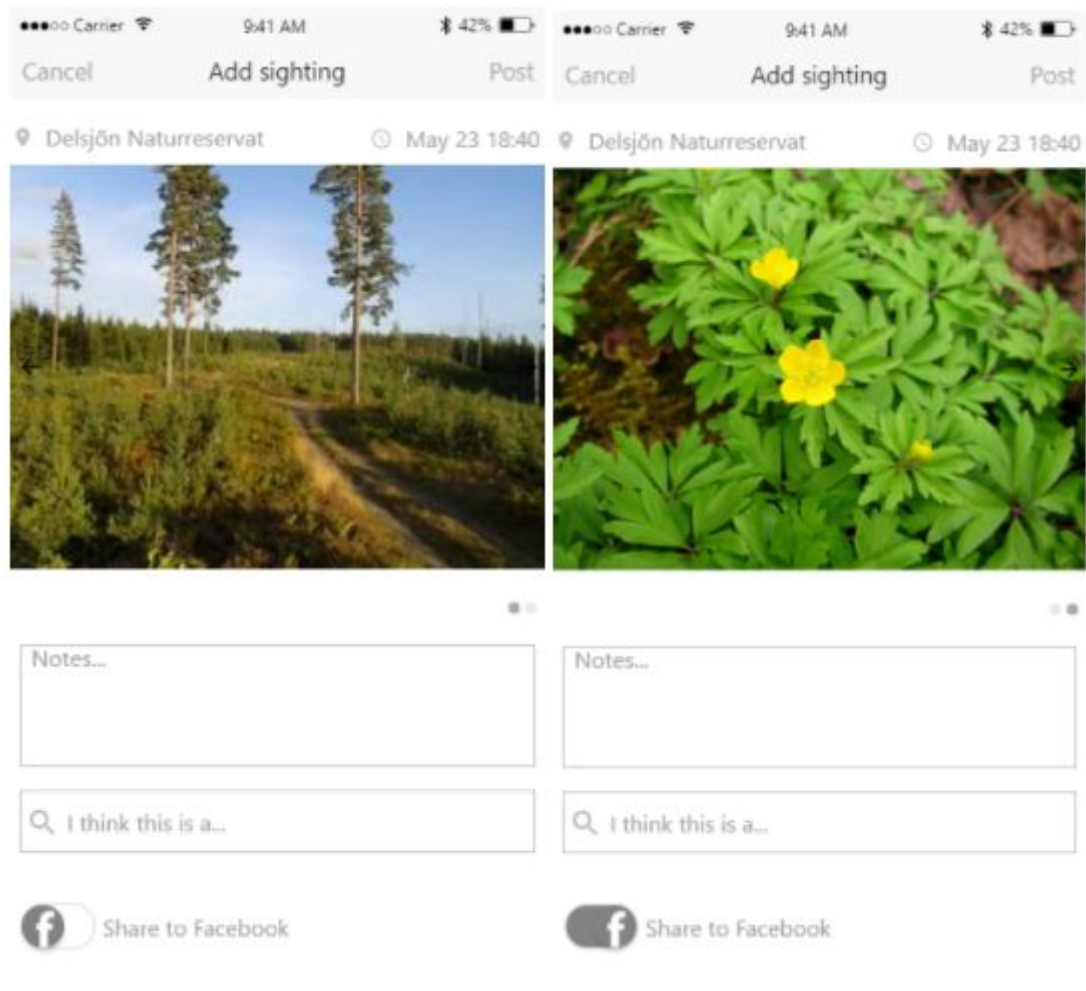 Carrier 9:41 AM 42%
Cancel Add sighting Post
Delsjön Naturreservat May 23 18:40
Notes...
I think this is a...
f Share to Facebook
Carrier 9:41 AM 42%
Cancel Add sighting Post
Delsjön Naturreservat May 23 18:40
Notes...
I think this is a...
f Share to Facebook